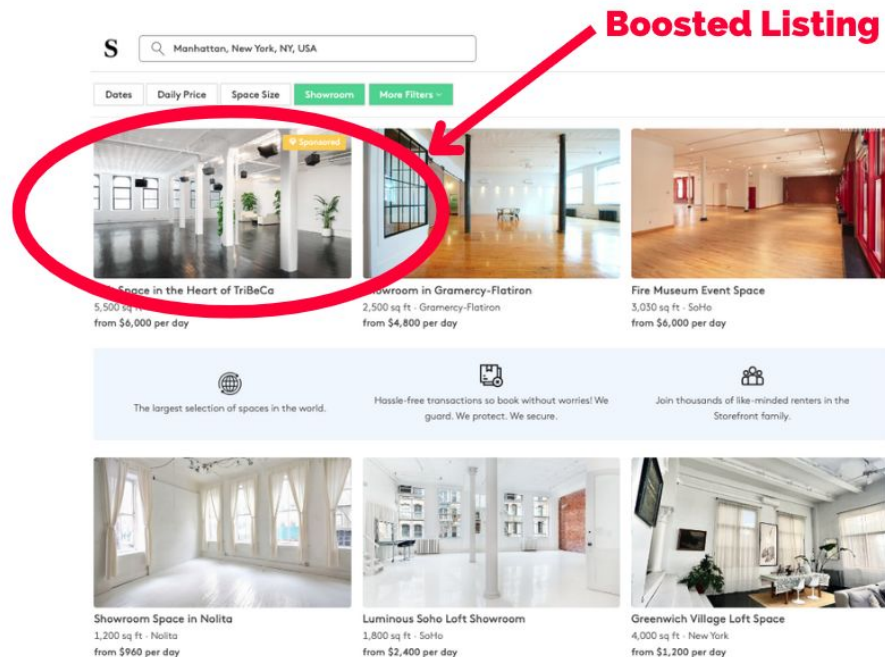 Boosted Listing
S
Manhattan, New York, NY, USA
Dates Daily Price Space Size Showroom More Filters
Sponsored
Space in the Heart of TriBeCa
Showroom in Gramercy-Flatiron
Fire Museum Event Space
5,500 sq ft
2,500 sq ft · Gramercy-Flatiron
3,030 sq ft · SoHo
from $6,000 per day
from $4,800 per day
from $6,000 per day
The largest selection of spaces in the world.
Hassle-free transactions so book without worries! We
guard. We protect. We secure.
Join thousands of like-minded renters in the
Storefront family.
Showroom Space in Nolita
Luminous Soho Loft Showroom
Greenwich Village Loft Space
1,200 sq ft · Nolita
1,800 sq ft · SoHo
4,000 sq ft · New York
from $960 per day
from $2,400 per day
from $1,200 per day